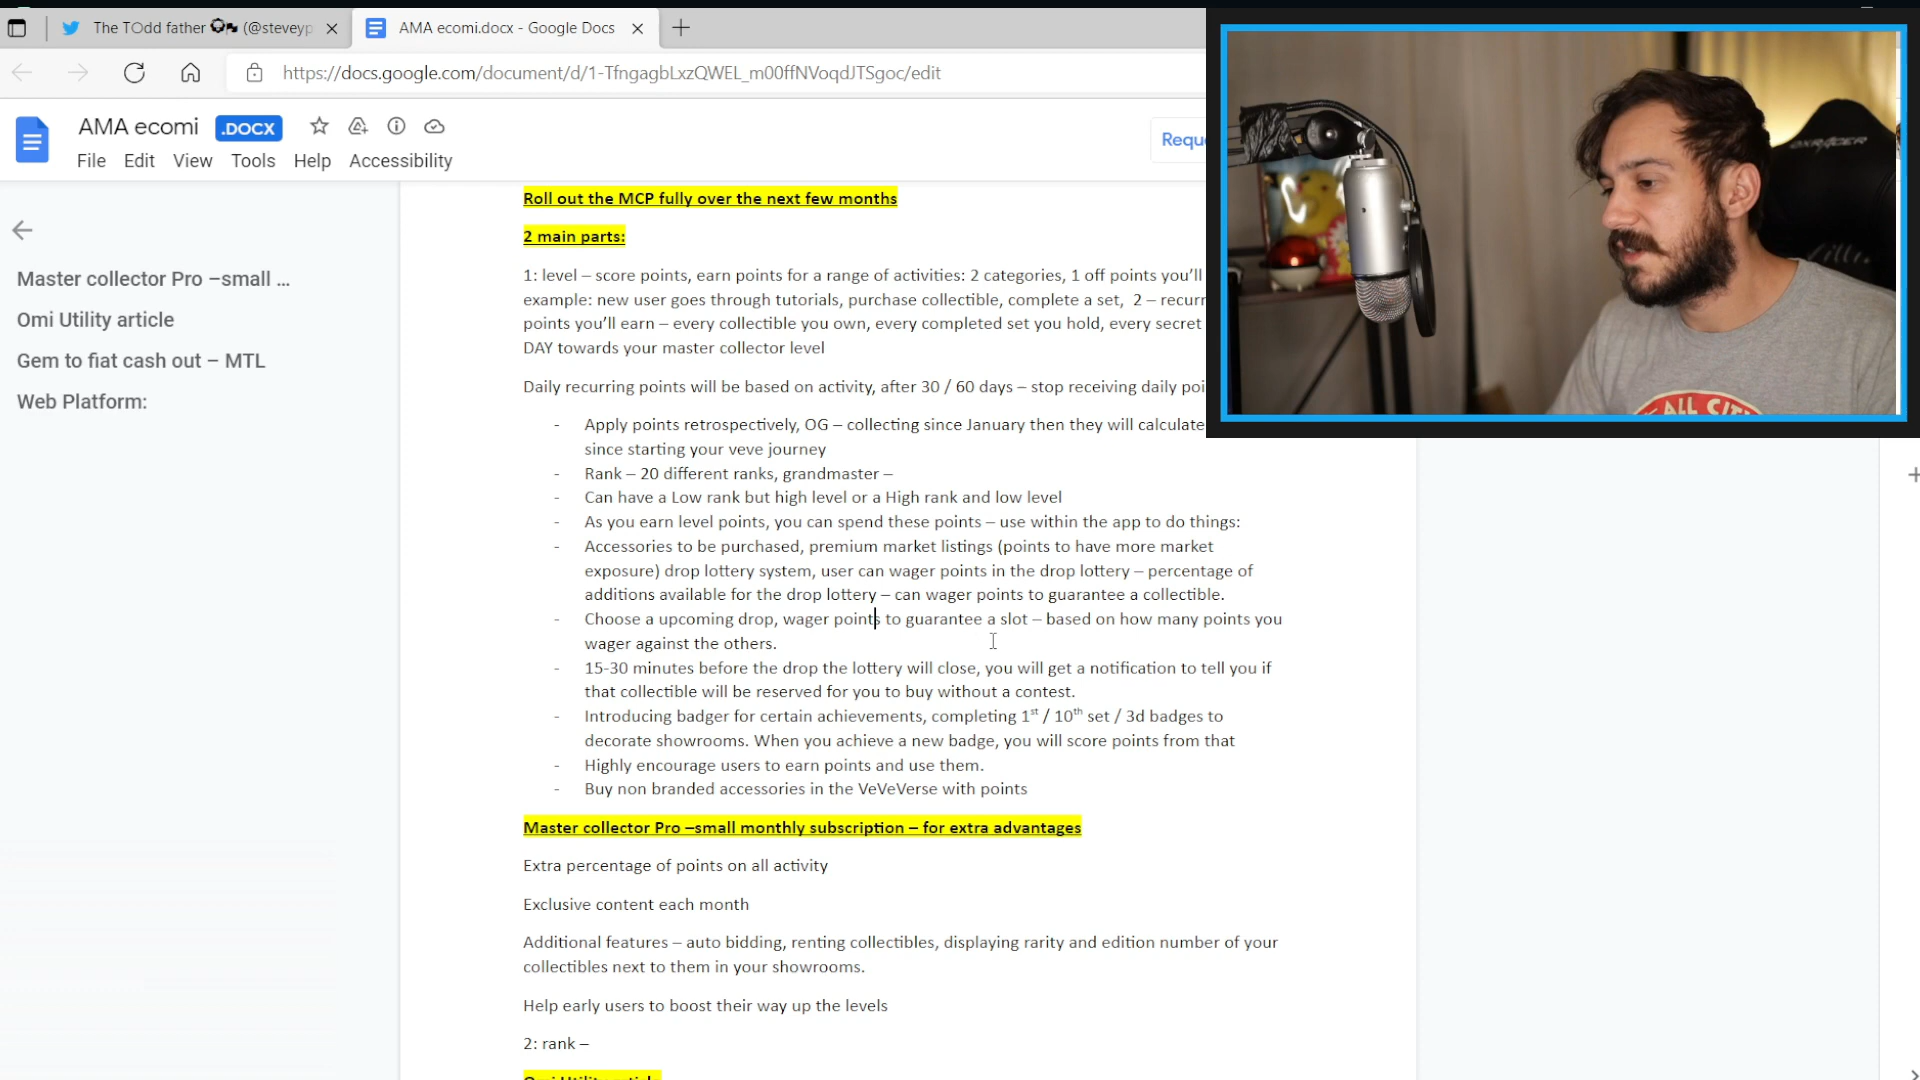 The TOdd father (@steveyp
AMA ecomi.docx - Google Docs
https://docs.google.com/document/d/1-TfngagbLxzQWEL_m00ffNVoqdJTSgoc/edit
AMA ecomi .DOCX
File Edit View Tools Help Accessibility
Requ
Master collector Pro –small ...
Omi Utility article
Gem to fiat cash out – MTL
Web Platform:
Roll out the MCP fully over the next few months
2 main parts:
1: level – score points, earn points for a range of activities: 2 categories, 1 off points you’ll
example: new user goes through tutorials, purchase collectible, complete a set, 2 – recurr
points you’ll earn – every collectible you own, every completed set you hold, every secret
DAY towards your master collector level
Daily recurring points will be based on activity, after 30 / 60 days – stop receiving daily poi
- Apply points retrospectively, OG – collecting since January then they will calculate
since starting your veve journey
- Rank – 20 different ranks, grandmaster –
- Can have a Low rank but high level or a High rank and low level
- As you earn level points, you can spend these points – use within the app to do things:
- Accessories to be purchased, premium market listings (points to have more market
exposure) drop lottery system, user can wager points in the drop lottery – percentage of
additions available for the drop lottery – can wager points to guarantee a collectible.
- Choose a upcoming drop, wager points to guarantee a slot – based on how many points you
wager against the others.
- 15-30 minutes before the drop the lottery will close, you will get a notification to tell you if
that collectible will be reserved for you to buy without a contest.
- Introducing badger for certain achievements, completing 1st / 10th set / 3d badges to
decorate showrooms. When you achieve a new badge, you will score points from that
- Highly encourage users to earn points and use them.
- Buy non branded accessories in the VeVeVerse with points
Master collector Pro –small monthly subscription – for extra advantages
Extra percentage of points on all activity
Exclusive content each month
Additional features – auto bidding, renting collectibles, displaying rarity and edition number of your
collectibles next to them in your showrooms.
Help early users to boost their way up the levels
2: rank –
Omi Utility article
ALL CIT